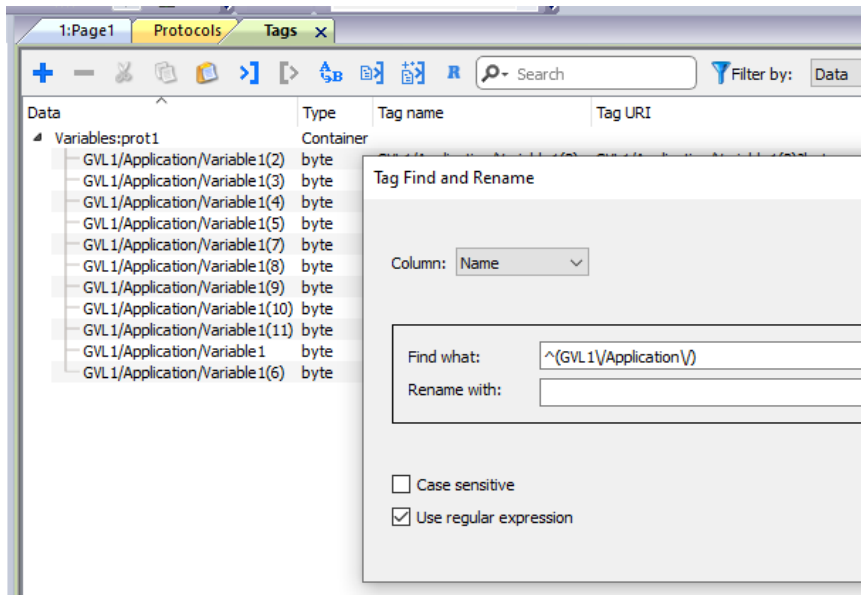 1:Page1 Protocols Tags
Search Filter by: Data
Data Type Tag name Tag URI
Variables:prot1 Container
GVL1/Application/Variable1(2) byte
GVL1/Application/Variable1(3) byte
GVL1/Application/Variable1(4) byte
GVL1/Application/Variable1(5) byte
GVL1/Application/Variable1(7) byte
GVL1/Application/Variable1(8) byte
GVL1/Application/Variable1(9) byte
GVL1/Application/Variable1(10) byte
GVL1/Application/Variable1(11) byte
GVL1/Application/Variable1 byte
GVL1/Application/Variable1(6) byte
Tag Find and Rename
Column: Name
Find what: ^(GVL1\/Application\/)
Rename with:
Case sensitive
Use regular expression